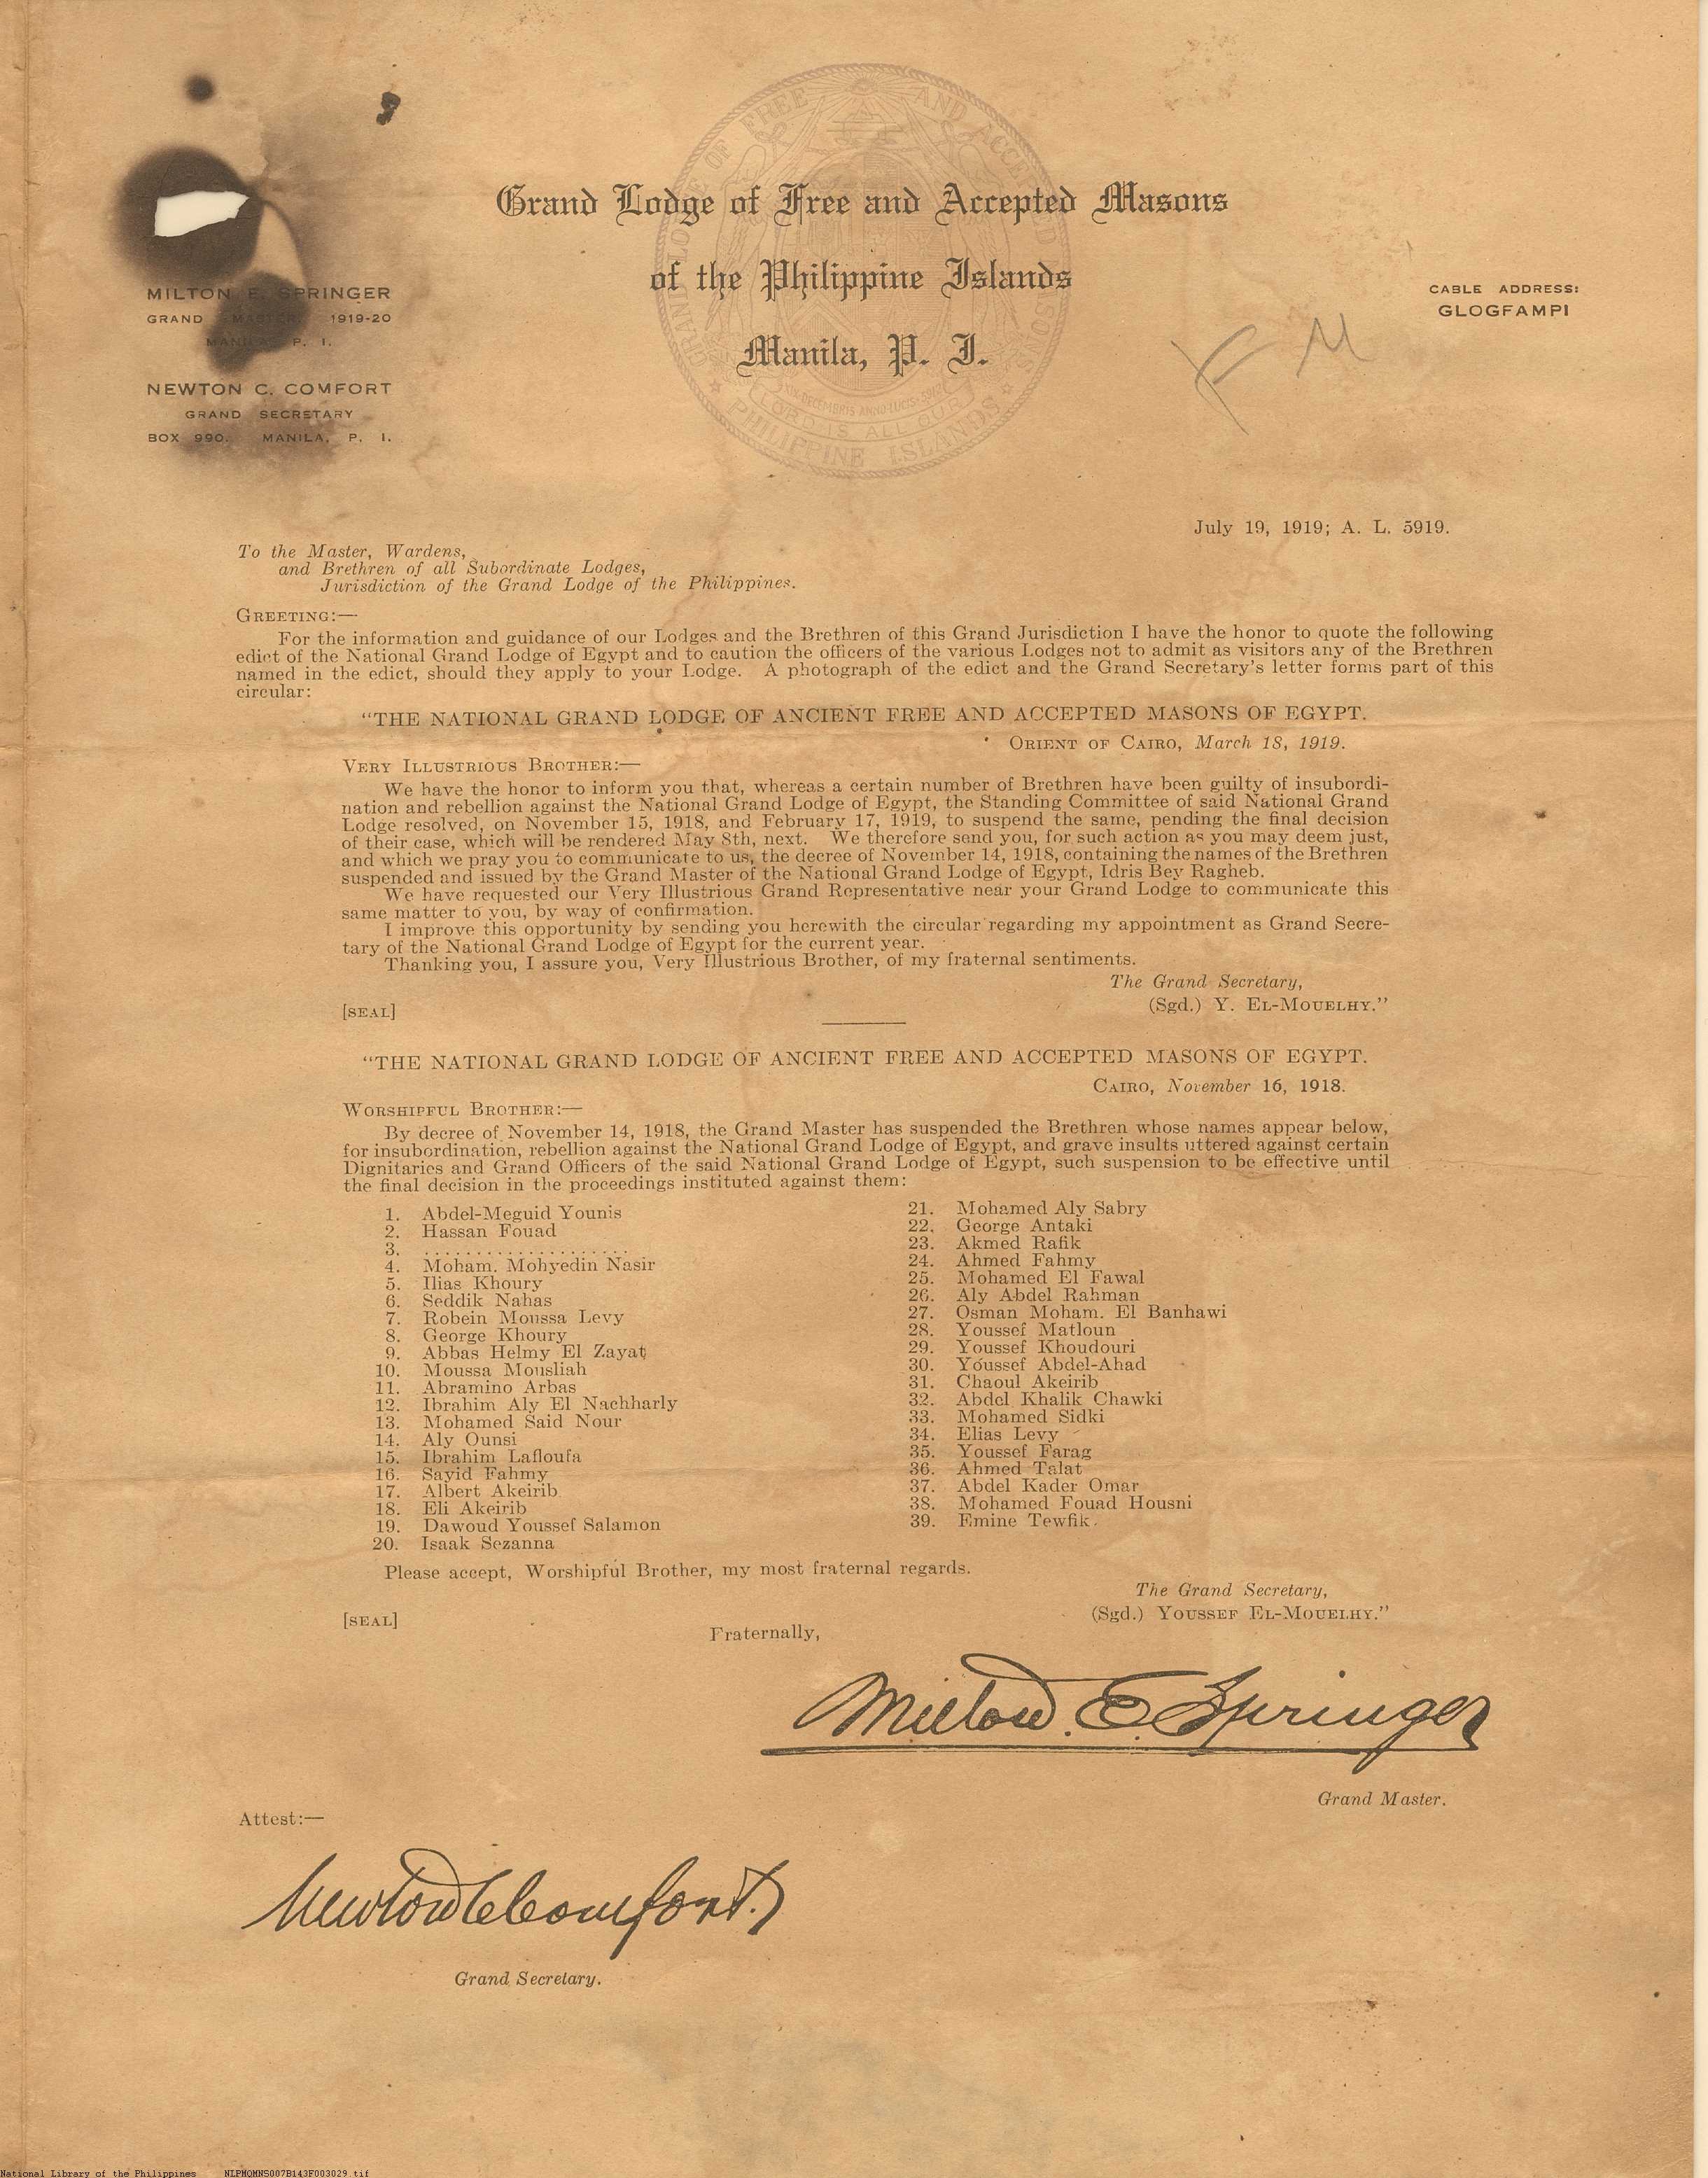 Grand Lodge of Free and Accepted Masons
of the Philippine Islands
Manila, P. I.
MILTON E. SPRINGER
GRAND MASTER 1919-20
MANILA, P. I.
NEWTON C. COMFORT
GRAND SECRETARY
BOX 990. MANILA, P. I.
CABLE ADDRESS:
GLOGFAMPI
F M
GRAND LODGE OF FREE AND ACCEPTED
PHILIPPINE ISLANDS
LORD IS ALL OUR
July 19, 1919; A. L. 5919.
To the Master, Wardens,
and Brethren of all Subordinate Lodges,
Jurisdiction of the Grand Lodge of the Philippines.
GREETING:—
For the information and guidance of our Lodges and the Brethren of this Grand Jurisdiction I have the honor to quote the following
edict of the National Grand Lodge of Egypt and to caution the officers of the various Lodges not to admit as visitors any of the Brethren
named in the edict, should they apply to your Lodge. A photograph of the edict and the Grand Secretary's letter forms part of this
circular:
"THE NATIONAL GRAND LODGE OF ANCIENT FREE AND ACCEPTED MASONS OF EGYPT.
ORIENT OF CAIRO, March 18, 1919.
VERY ILLUSTRIOUS BROTHER:—
We have the honor to inform you that, whereas a certain number of Brethren have been guilty of insubordi-
nation and rebellion against the National Grand Lodge of Egypt, the Standing Committee of said National Grand
Lodge resolved, on November 15, 1918, and February 17, 1919, to suspend the same, pending the final decision
of their case, which will be rendered May 8th, next. We therefore send you, for such action as you may deem just,
and which we pray you to communicate to us, the decree of November 14, 1918, containing the names of the Brethren
suspended and issued by the Grand Master of the National Grand Lodge of Egypt, Idris Bey Ragheb.
We have requested our Very Illustrious Grand Representative near your Grand Lodge to communicate this
same matter to you, by way of confirmation.
I improve this opportunity by sending you herewith the circular regarding my appointment as Grand Secre-
tary of the National Grand Lodge of Egypt for the current year.
Thanking you, I assure you, Very Illustrious Brother, of my fraternal sentiments.
The Grand Secretary,
[SEAL] (Sgd.) Y. EL-MOUELHY."
"THE NATIONAL GRAND LODGE OF ANCIENT FREE AND ACCEPTED MASONS OF EGYPT.
CAIRO, November 16, 1918.
WORSHIPFUL BROTHER:—
By decree of November 14, 1918, the Grand Master has suspended the Brethren whose names appear below,
for insubordination, rebellion against the National Grand Lodge of Egypt, and grave insults uttered against certain
Dignitaries and Grand Officers of the said National Grand Lodge of Egypt, such suspension to be effective until
the final decision in the proceedings instituted against them:
1. Abdel-Meguid Younis
2. Hassan Fouad
3. ....................
4. Moham. Mohyedin Nasir
5. Ilias Khoury
6. Seddik Nahas
7. Robein Moussa Levy
8. George Khoury
9. Abbas Helmy El Zayat
10. Moussa Mousliah
11. Abramino Arbas
12. Ibrahim Aly El Nachharly
13. Mohamed Said Nour
14. Aly Ounsi
15. Ibrahim Lafloufa
16. Sayid Fahmy
17. Albert Akeirib
18. Eli Akeirib
19. Dawoud Youssef Salamon
20. Isaak Sezanna
21. Mohamed Aly Sabry
22. George Antaki
23. Akmed Rafik
24. Ahmed Fahmy
25. Mohamed El Fawal
26. Aly Abdel Rahman
27. Osman Moham. El Banhawi
28. Youssef Matloun
29. Youssef Khoudouri
30. Youssef Abdel-Ahad
31. Chaoul Akeirib
32. Abdel Khalik Chawki
33. Mohamed Sidki
34. Elias Levy
35. Youssef Farag
36. Ahmed Talat
37. Abdel Kader Omar
38. Mohamed Fouad Housni
39. Emine Tewfik
Please accept, Worshipful Brother, my most fraternal regards.
The Grand Secretary,
[SEAL] (Sgd.) YOUSSEF EL-MOUELHY."
Fraternally,
Milton E Springer
Grand Master.
Attest:—
Newton C Comfort.
Grand Secretary.
National Library of the Philippines NLPMQMNS007B143F003029.tif